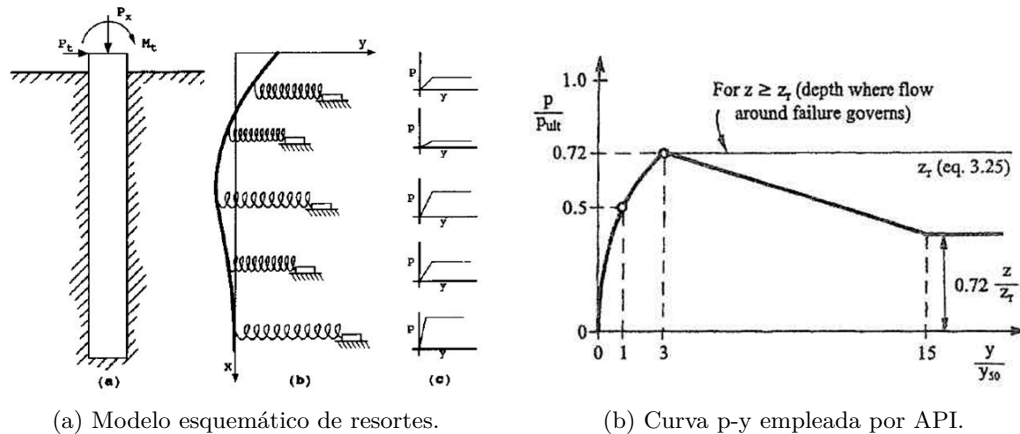 P_x
P_t
M_t
y
P
y
P
y
P
y
P
y
P
y
x
(a)
(b)
(c)
p
p_ult
1.0
0.72
0.5
0
0
1
3
15
y
y_50
For z ≥ z_r (depth where flow
around failure governs)
z_r (eq. 3.25)
0.72 z/z_r
(a) Modelo esquemático de resortes.
(b) Curva p-y empleada por API.